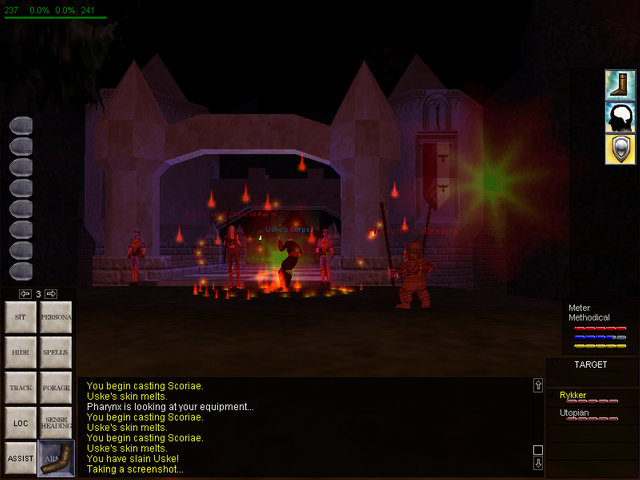 237 0.0% 0.0% 241
Uske's corpse
3
SIT
PERSONA
HIDE
SPELLS
TRACK
FORAGE
LOC
SENSE HEADING
ASSIST
You begin casting Scoriae.
Uske's skin melts.
Pharynx is looking at your equipment...
You begin casting Scoriae.
Uske's skin melts.
You begin casting Scoriae.
Uske's skin melts.
You have slain Uske!
Taking a screenshot...
Meter
Methodical
TARGET
Rykker
Utopian